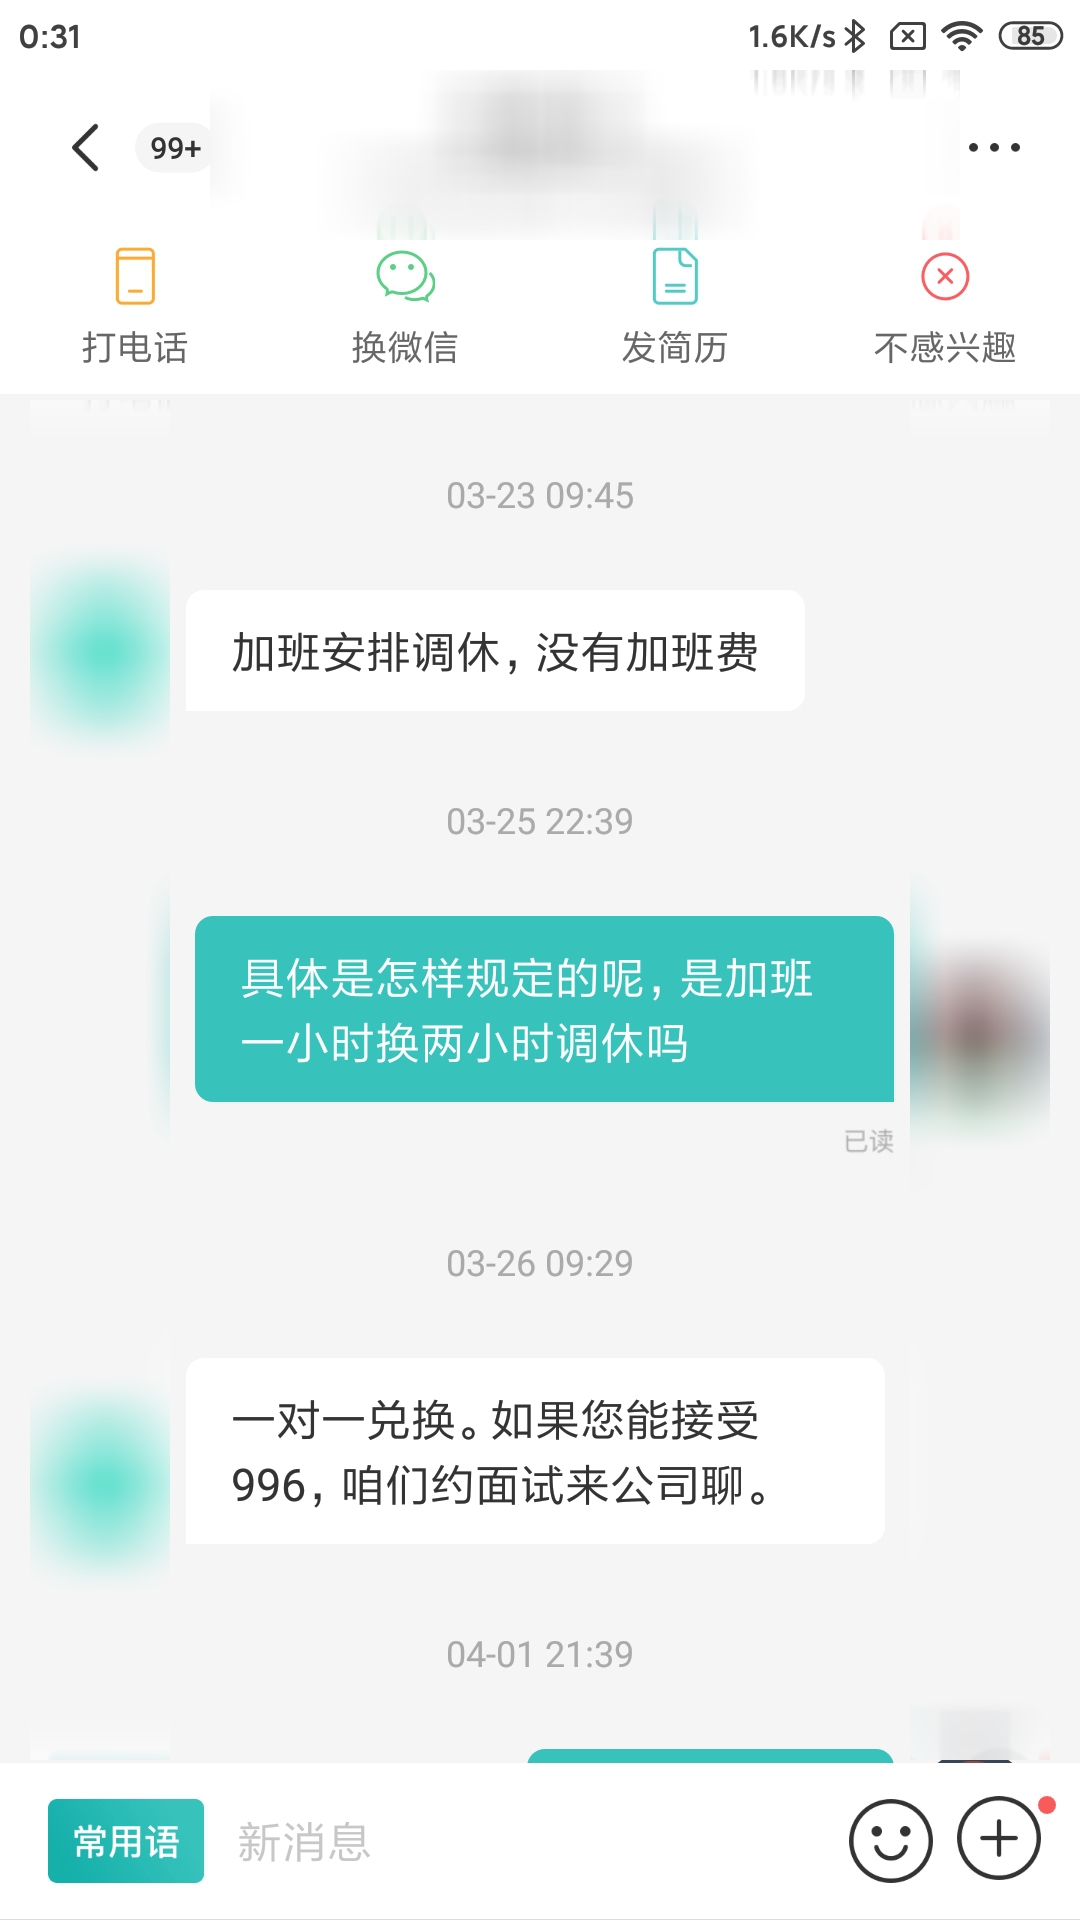 0:31 1.6K/s 85
99+
打电话 换微信 发简历 不感兴趣
03-23 09:45
加班安排调休，没有加班费
03-25 22:39
具体是怎样规定的呢，是加班
一小时换两小时调休吗
已读
03-26 09:29
一对一兑换。如果您能接受
996，咱们约面试来公司聊。
04-01 21:39
常用语 新消息